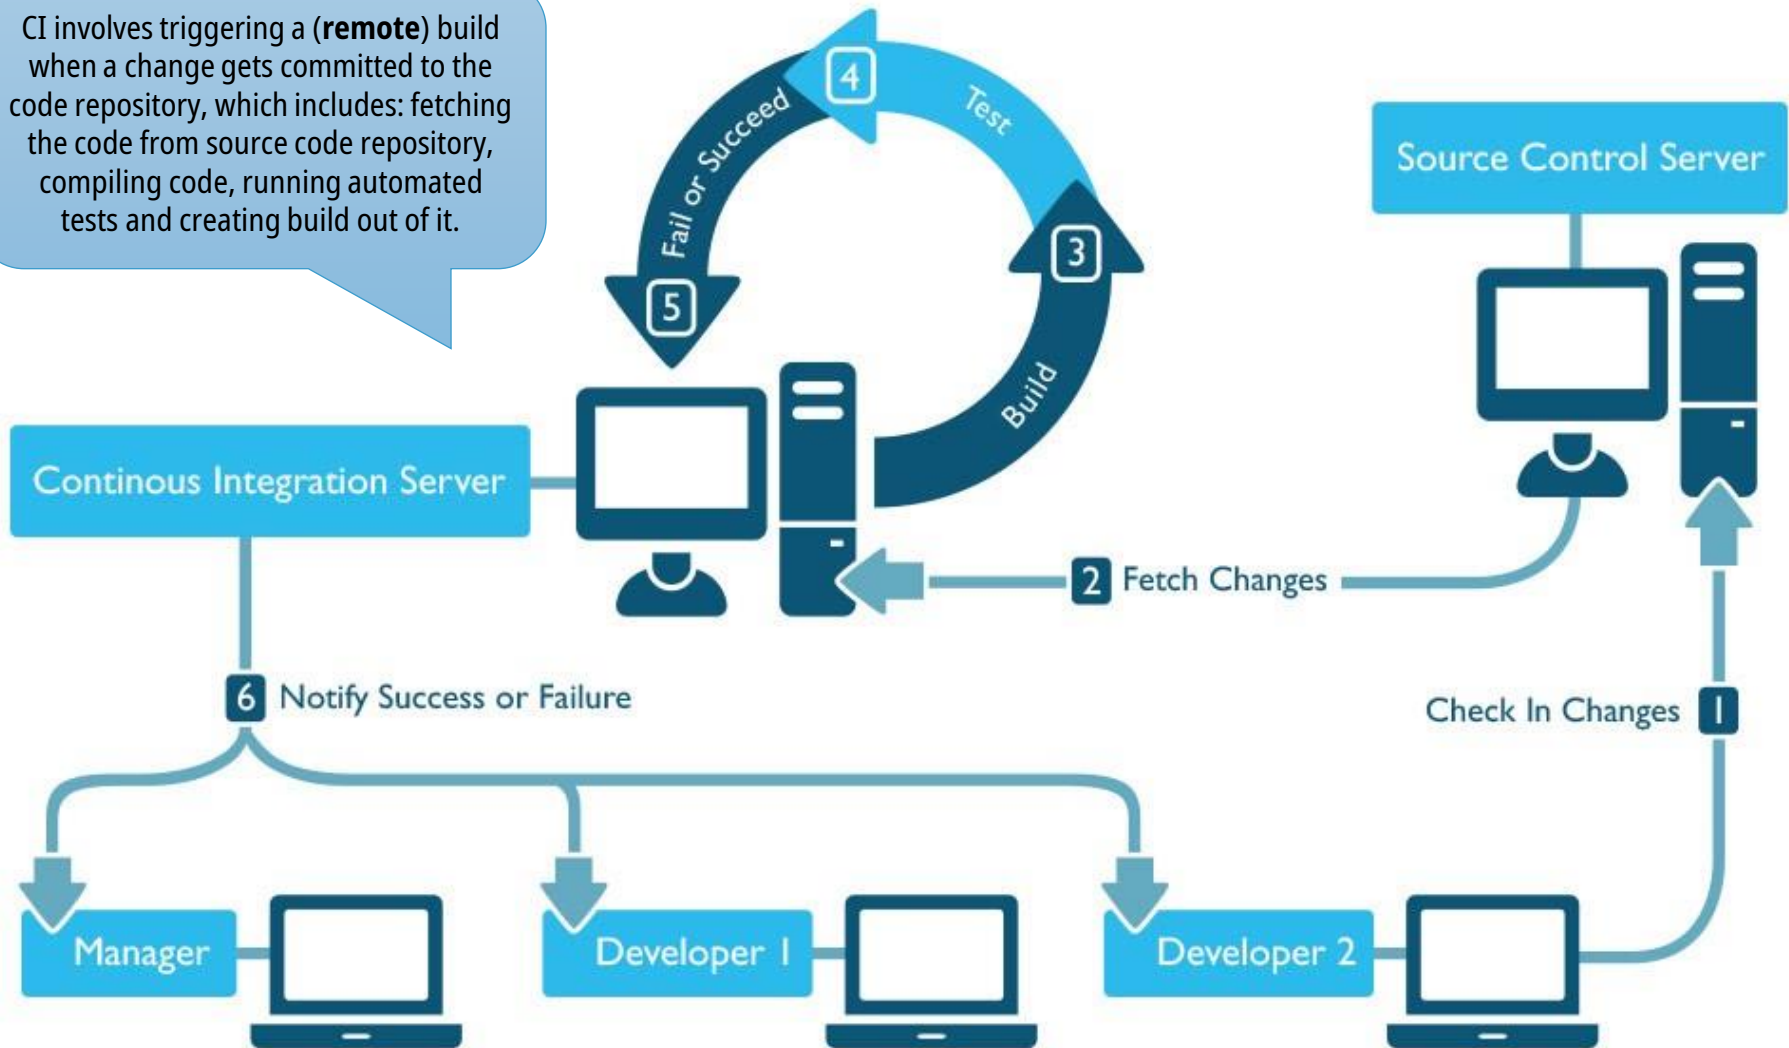 CI involves triggering a (remote) build
when a change gets committed to the
code repository, which includes: fetching
the code from source code repository,
compiling code, running automated
tests and creating build out of it.
4
Test
Fail or Succeed
3
5
Build
Source Control Server
Continous Integration Server
2 Fetch Changes
6 Notify Success or Failure
Check In Changes 1
Manager
Developer 1
Developer 2